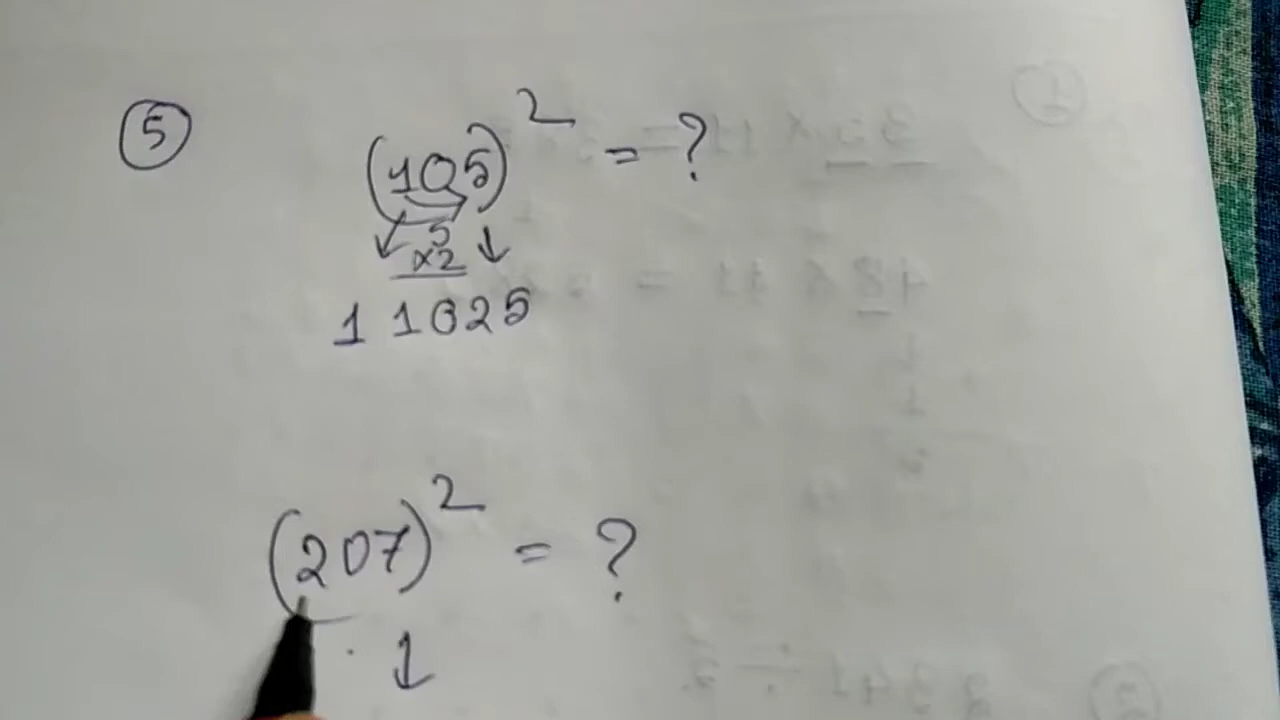 5
(105)² = ?
5
×2
11025
(207)² = ?